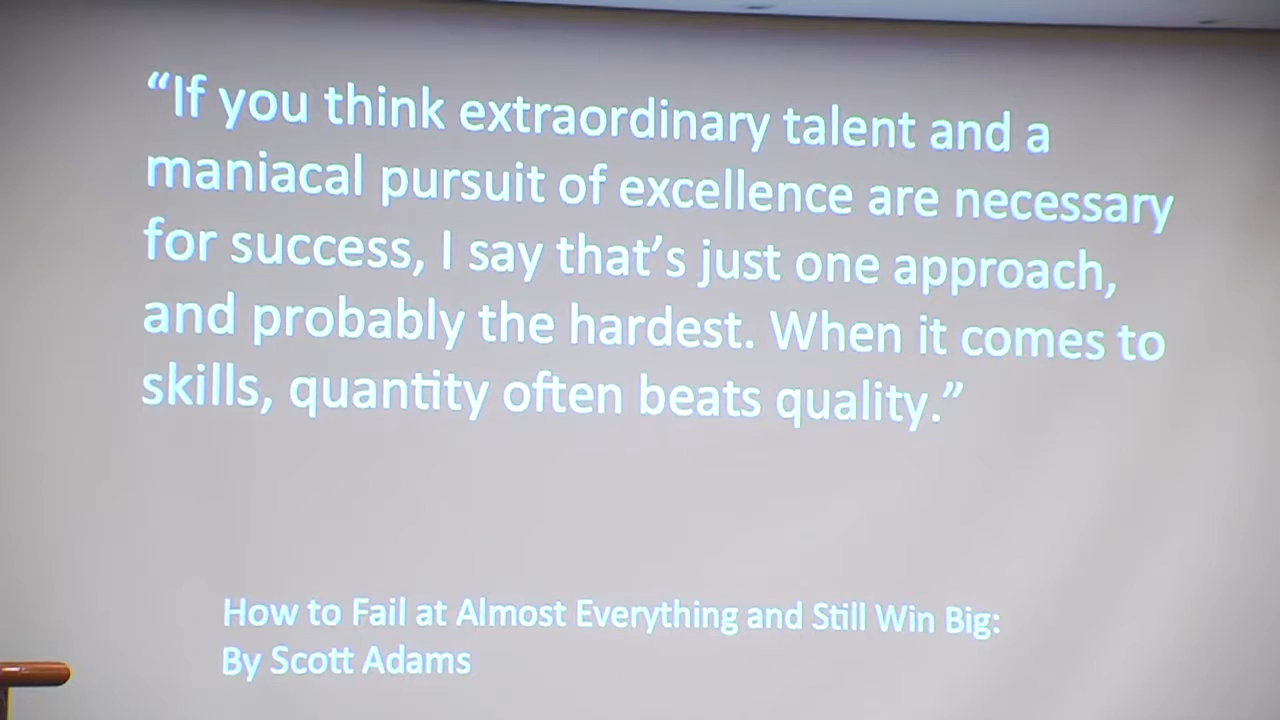 “If you think extraordinary talent and a
maniacal pursuit of excellence are necessary
for success, I say that’s just one approach,
and probably the hardest. When it comes to
skills, quantity often beats quality.”
How to Fail at Almost Everything and Still Win Big:
By Scott Adams